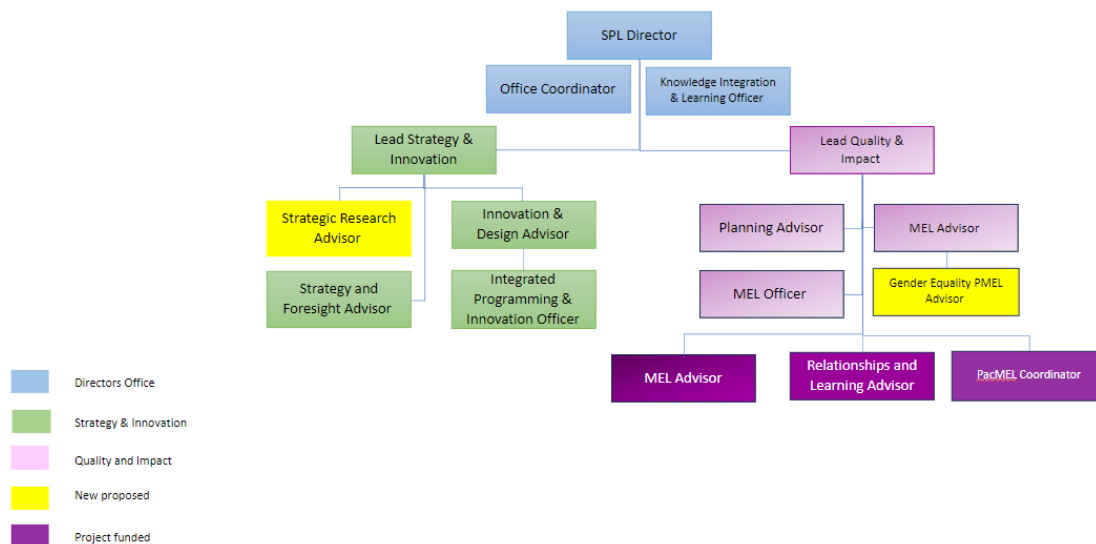 SPL Director
Office Coordinator
Knowledge Integration
& Learning Officer
Lead Strategy &
Innovation
Lead Quality &
Impact
Strategic Research
Advisor
Innovation &
Design Advisor
Planning Advisor
MEL Advisor
Strategy and
Foresight Advisor
Integrated
Programming &
Innovation Officer
MEL Officer
Gender Equality PMEL
Advisor
MEL Advisor
Relationships and
Learning Advisor
PacMEL Coordinator
Directors Office
Strategy & Innovation
Quality and Impact
New proposed
Project funded